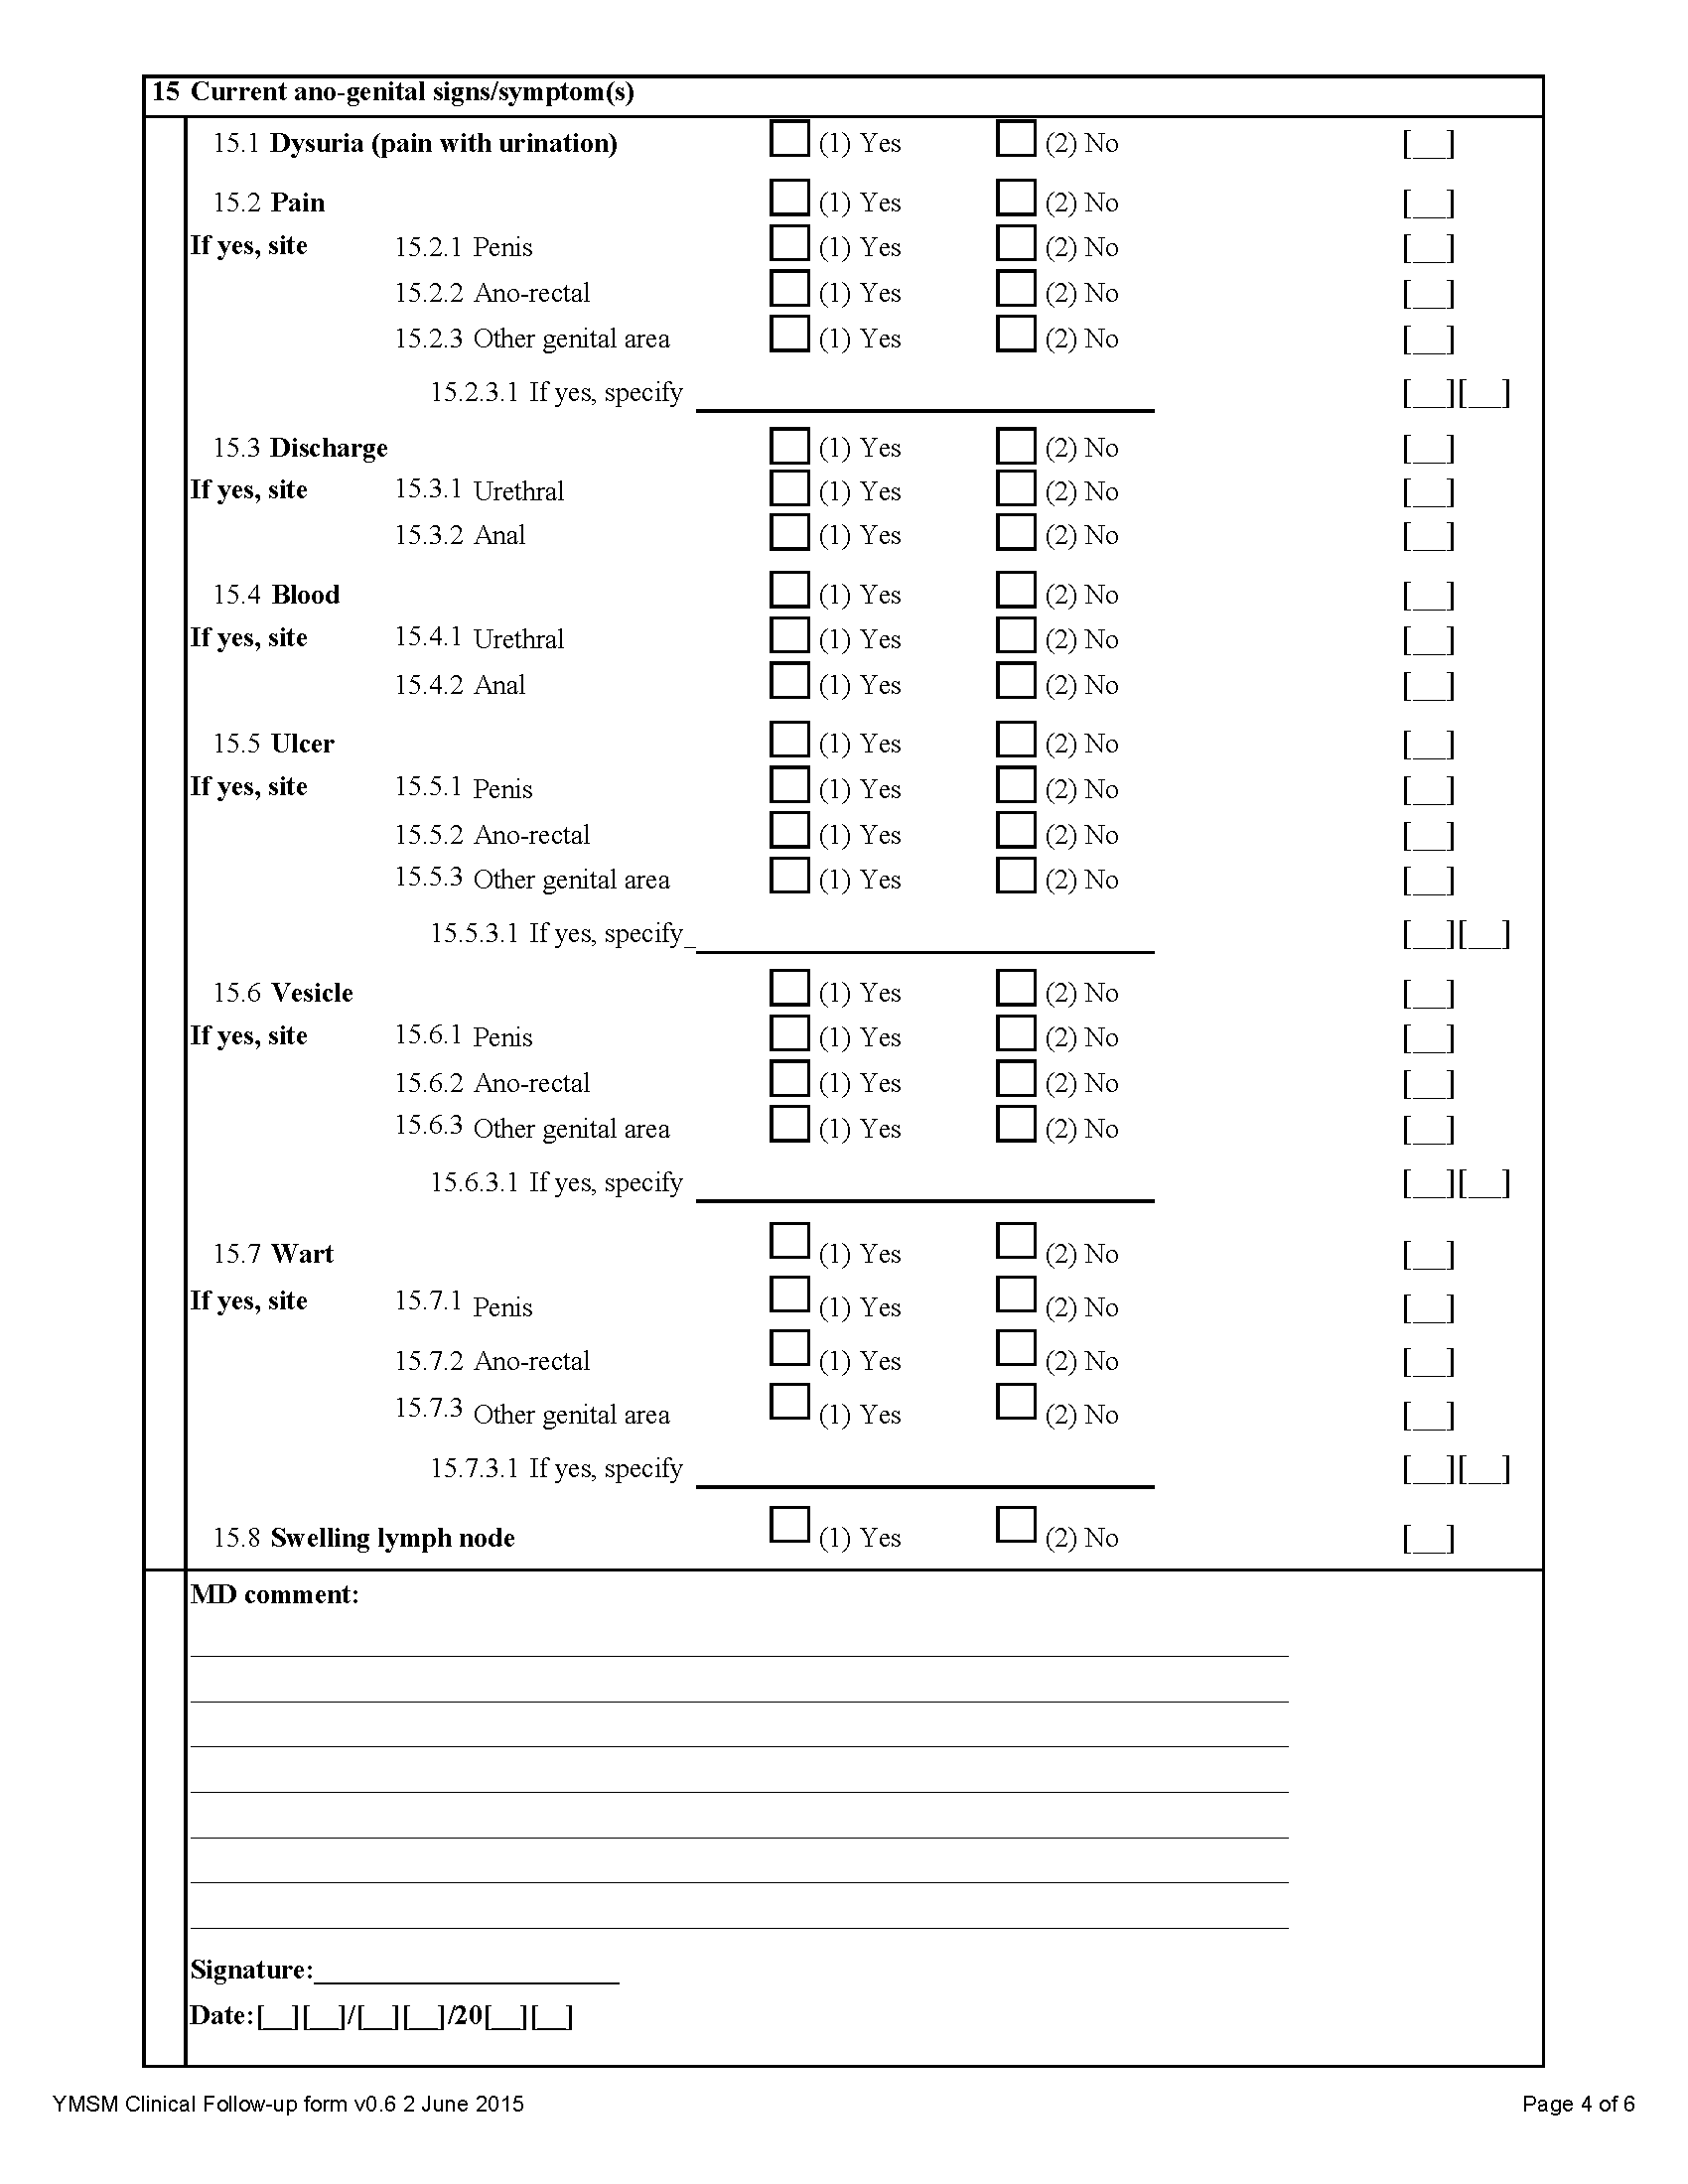 15 Current ano-genital signs/symptom(s)
15.1 Dysuria (pain with urination) (1) Yes (2) No [__]
15.2 Pain (1) Yes (2) No [__]
If yes, site 15.2.1 Penis (1) Yes (2) No [__]
15.2.2 Ano-rectal (1) Yes (2) No [__]
15.2.3 Other genital area (1) Yes (2) No [__]
15.2.3.1 If yes, specify ____ [__][__]
15.3 Discharge (1) Yes (2) No [__]
If yes, site 15.3.1 Urethral (1) Yes (2) No [__]
15.3.2 Anal (1) Yes (2) No [__]
15.4 Blood (1) Yes (2) No [__]
If yes, site 15.4.1 Urethral (1) Yes (2) No [__]
15.4.2 Anal (1) Yes (2) No [__]
15.5 Ulcer (1) Yes (2) No [__]
If yes, site 15.5.1 Penis (1) Yes (2) No [__]
15.5.2 Ano-rectal (1) Yes (2) No [__]
15.5.3 Other genital area (1) Yes (2) No [__]
15.5.3.1 If yes, specify_ ____ [__][__]
15.6 Vesicle (1) Yes (2) No [__]
If yes, site 15.6.1 Penis (1) Yes (2) No [__]
15.6.2 Ano-rectal (1) Yes (2) No [__]
15.6.3 Other genital area (1) Yes (2) No [__]
15.6.3.1 If yes, specify ____ [__][__]
15.7 Wart (1) Yes (2) No [__]
If yes, site 15.7.1 Penis (1) Yes (2) No [__]
15.7.2 Ano-rectal (1) Yes (2) No [__]
15.7.3 Other genital area (1) Yes (2) No [__]
15.7.3.1 If yes, specify ____ [__][__]
15.8 Swelling lymph node (1) Yes (2) No [__]
MD comment:
Signature:____
Date:[__][__]/[__][__]/20[__][__]
YMSM Clinical Follow-up form v0.6 2 June 2015 Page 4 of 6